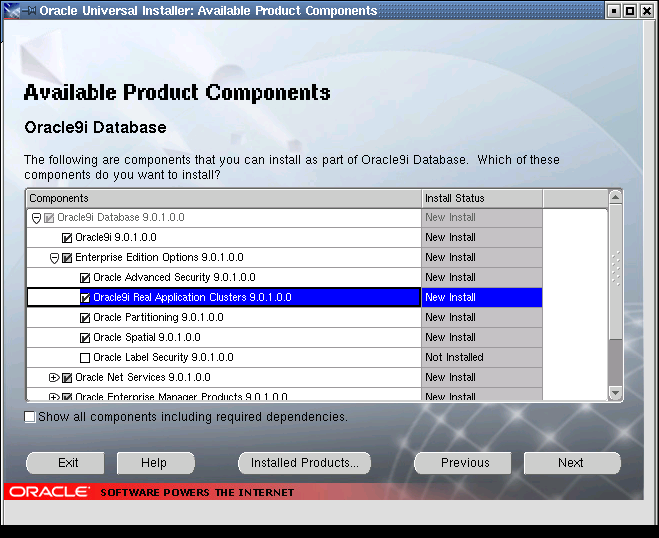 Oracle Universal Installer: Available Product Components
Available Product Components
Oracle9i Database
The following are components that you can install as part of Oracle9i Database. Which of these
components do you want to install?
Components Install Status
Oracle9i Database 9.0.1.0.0 New Install
Oracle9i 9.0.1.0.0 New Install
Enterprise Edition Options 9.0.1.0.0 New Install
Oracle Advanced Security 9.0.1.0.0 New Install
Oracle9i Real Application Clusters 9.0.1.0.0 New Install
Oracle Partitioning 9.0.1.0.0 New Install
Oracle Spatial 9.0.1.0.0 New Install
Oracle Label Security 9.0.1.0.0 Not Installed
Oracle Net Services 9.0.1.0.0 New Install
Oracle Enterprise Manager Products 9.0.1.0.0 New Install
Show all components including required dependencies.
Exit Help Installed Products... Previous Next
ORACLE SOFTWARE POWERS THE INTERNET